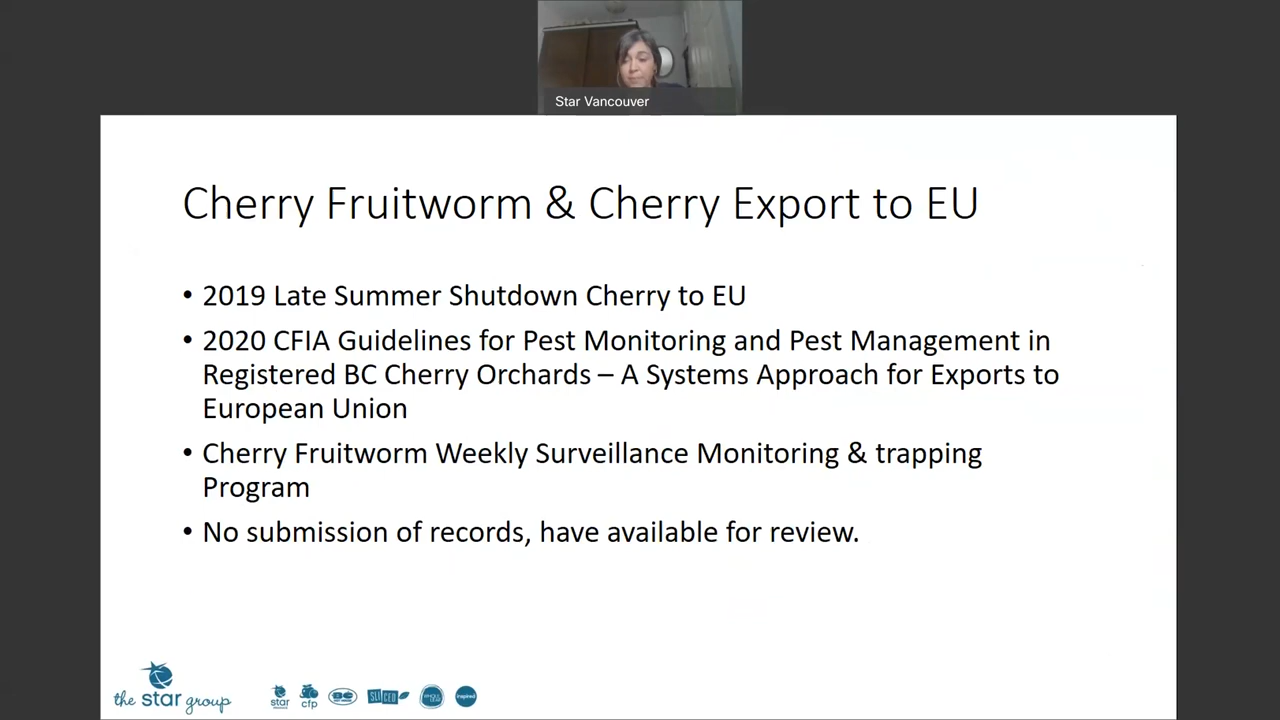 Star Vancouver
Cherry Fruitworm & Cherry Export to EU
• 2019 Late Summer Shutdown Cherry to EU
• 2020 CFIA Guidelines for Pest Monitoring and Pest Management in
Registered BC Cherry Orchards – A Systems Approach for Exports to
European Union
• Cherry Fruitworm Weekly Surveillance Monitoring & trapping
Program
• No submission of records, have available for review.
the star group
star
cfp
inspired